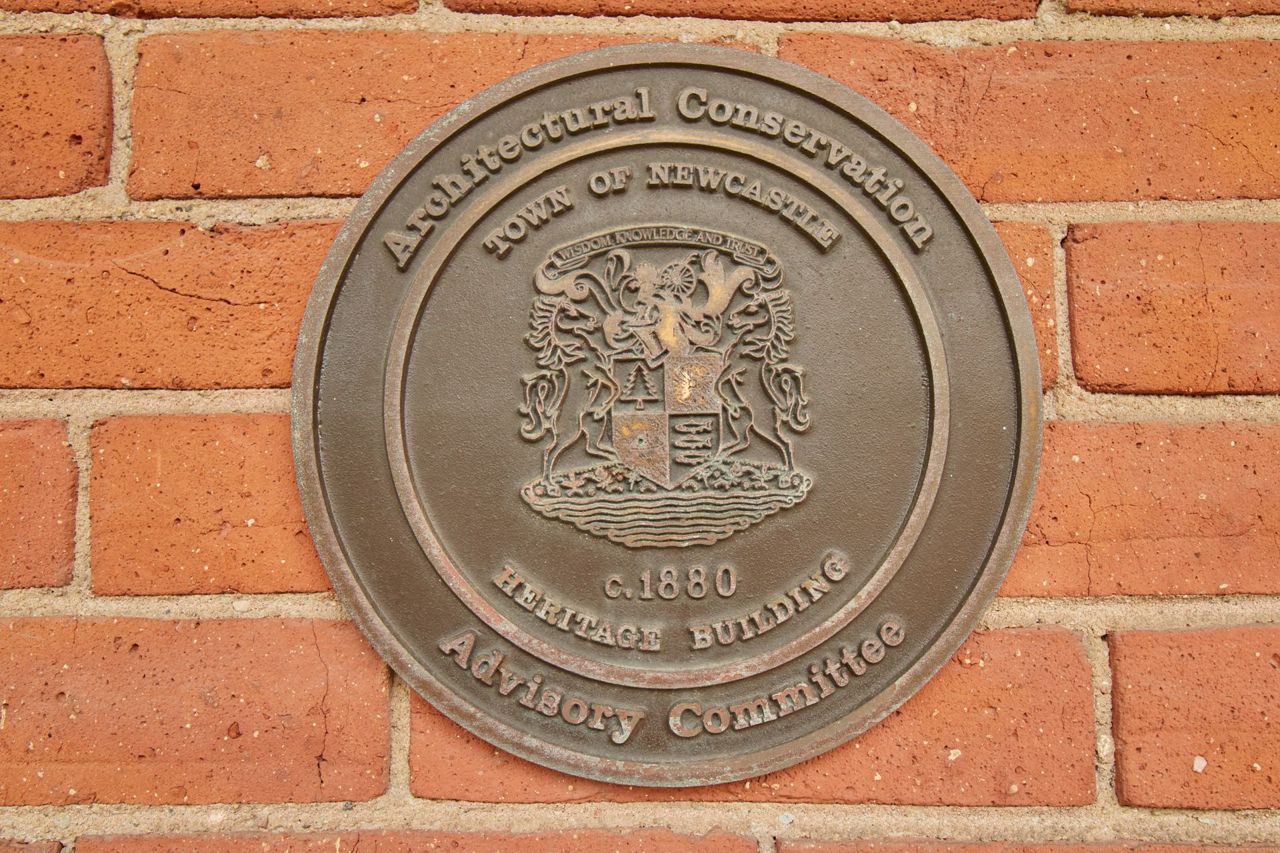 Architectural Conservation
TOWN OF NEWCASTLE
WISDOM, KNOWLEDGE AND TRUST
c.1880
HERITAGE BUILDING
Advisory Committee